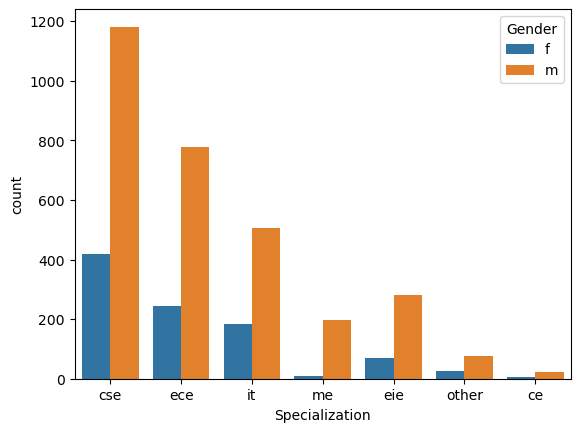 1200
1000
800
600
400
200
0
count
Gender
f
m
cse ece it me eie other ce
Specialization